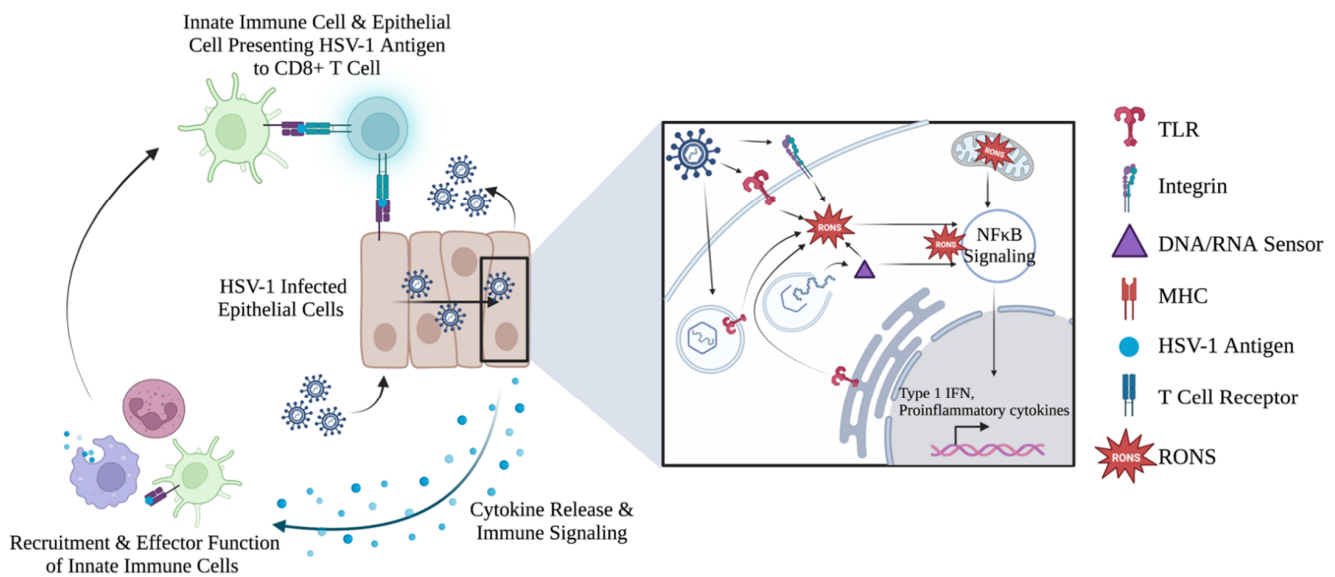 Innate Immune Cell & Epithelial
Cell Presenting HSV-1 Antigen
to CD8+ T Cell
HSV-1 Infected
Epithelial Cells
Cytokine Release &
Immune Signaling
Recruitment & Effector Function
of Innate Immune Cells
RONS
RONS
RONS
NFκB
Signaling
Type 1 IFN,
Proinflammatory cytokines
TLR
Integrin
DNA/RNA Sensor
MHC
HSV-1 Antigen
T Cell Receptor
RONS
RONS